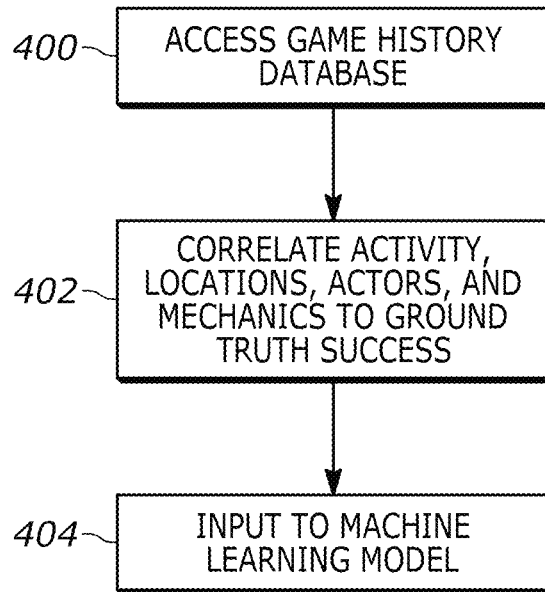 400
ACCESS GAME HISTORY
DATABASE
402
CORRELATE ACTIVITY,
LOCATIONS, ACTORS, AND
MECHANICS TO GROUND
TRUTH SUCCESS
404
INPUT TO MACHINE
LEARNING MODEL